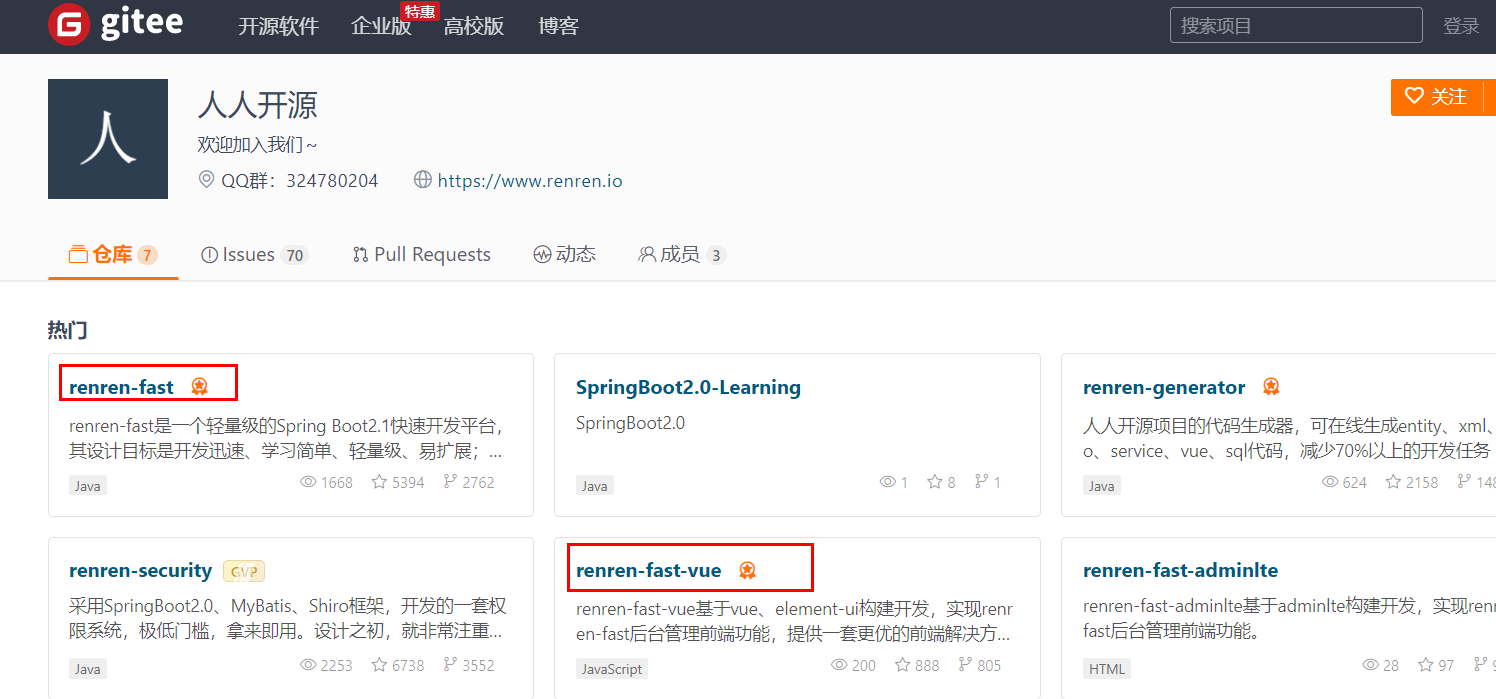 gitee 开源软件 企业版 特惠 高校版 博客 搜索项目 登录
人
人人开源
关注
欢迎加入我们～
QQ群：324780204 https://www.renren.io
仓库 7 Issues 70 Pull Requests 动态 成员 3
热门
renren-fast
renren-fast是一个轻量级的Spring Boot2.1快速开发平台，
其设计目标是开发迅速、学习简单、轻量级、易扩展；...
Java 1668 5394 2762
SpringBoot2.0-Learning
SpringBoot2.0
Java 1 8 1
renren-generator
人人开源项目的代码生成器，可在线生成entity、xml、
o、service、vue、sql代码，减少70%以上的开发任务
Java 624 2158 148
renren-security GVP
采用SpringBoot2.0、MyBatis、Shiro框架，开发的一套权
限系统，极低门槛，拿来即用。设计之初，就非常注重...
Java 2253 6738 3552
renren-fast-vue
renren-fast-vue基于vue、element-ui构建开发，实现renr
en-fast后台管理前端功能，提供一套更优的前端解决方...
JavaScript 200 888 805
renren-fast-adminlte
renren-fast-adminlte基于adminlte构建开发，实现renr
fast后台管理前端功能。
HTML 28 97